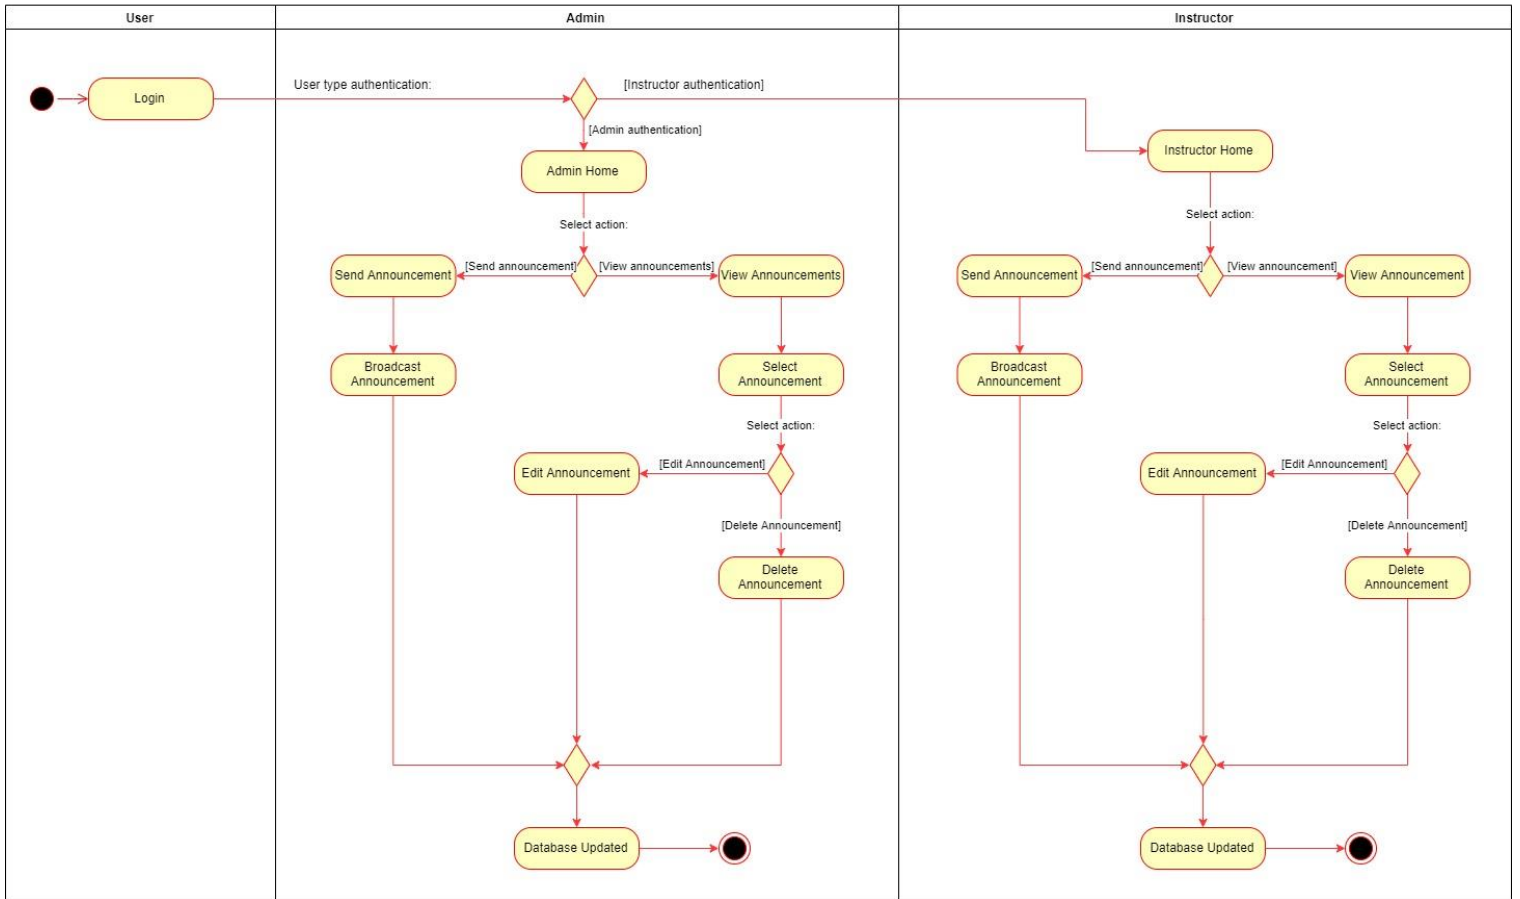 User
Admin
Instructor
Login
User type authentication:
[Instructor authentication]
[Admin authentication]
Admin Home
Instructor Home
Select action:
Select action:
Send Announcement
[Send announcement]
[View announcements]
View Announcements
Send Announcement
[Send announcement]
[View announcement]
View Announcement
Broadcast
Announcement
Select
Announcement
Broadcast
Announcement
Select
Announcement
Select action:
Select action:
Edit Announcement
[Edit Announcement]
Edit Announcement
[Edit Announcement]
[Delete Announcement]
[Delete Announcement]
Delete
Announcement
Delete
Announcement
Database Updated
Database Updated